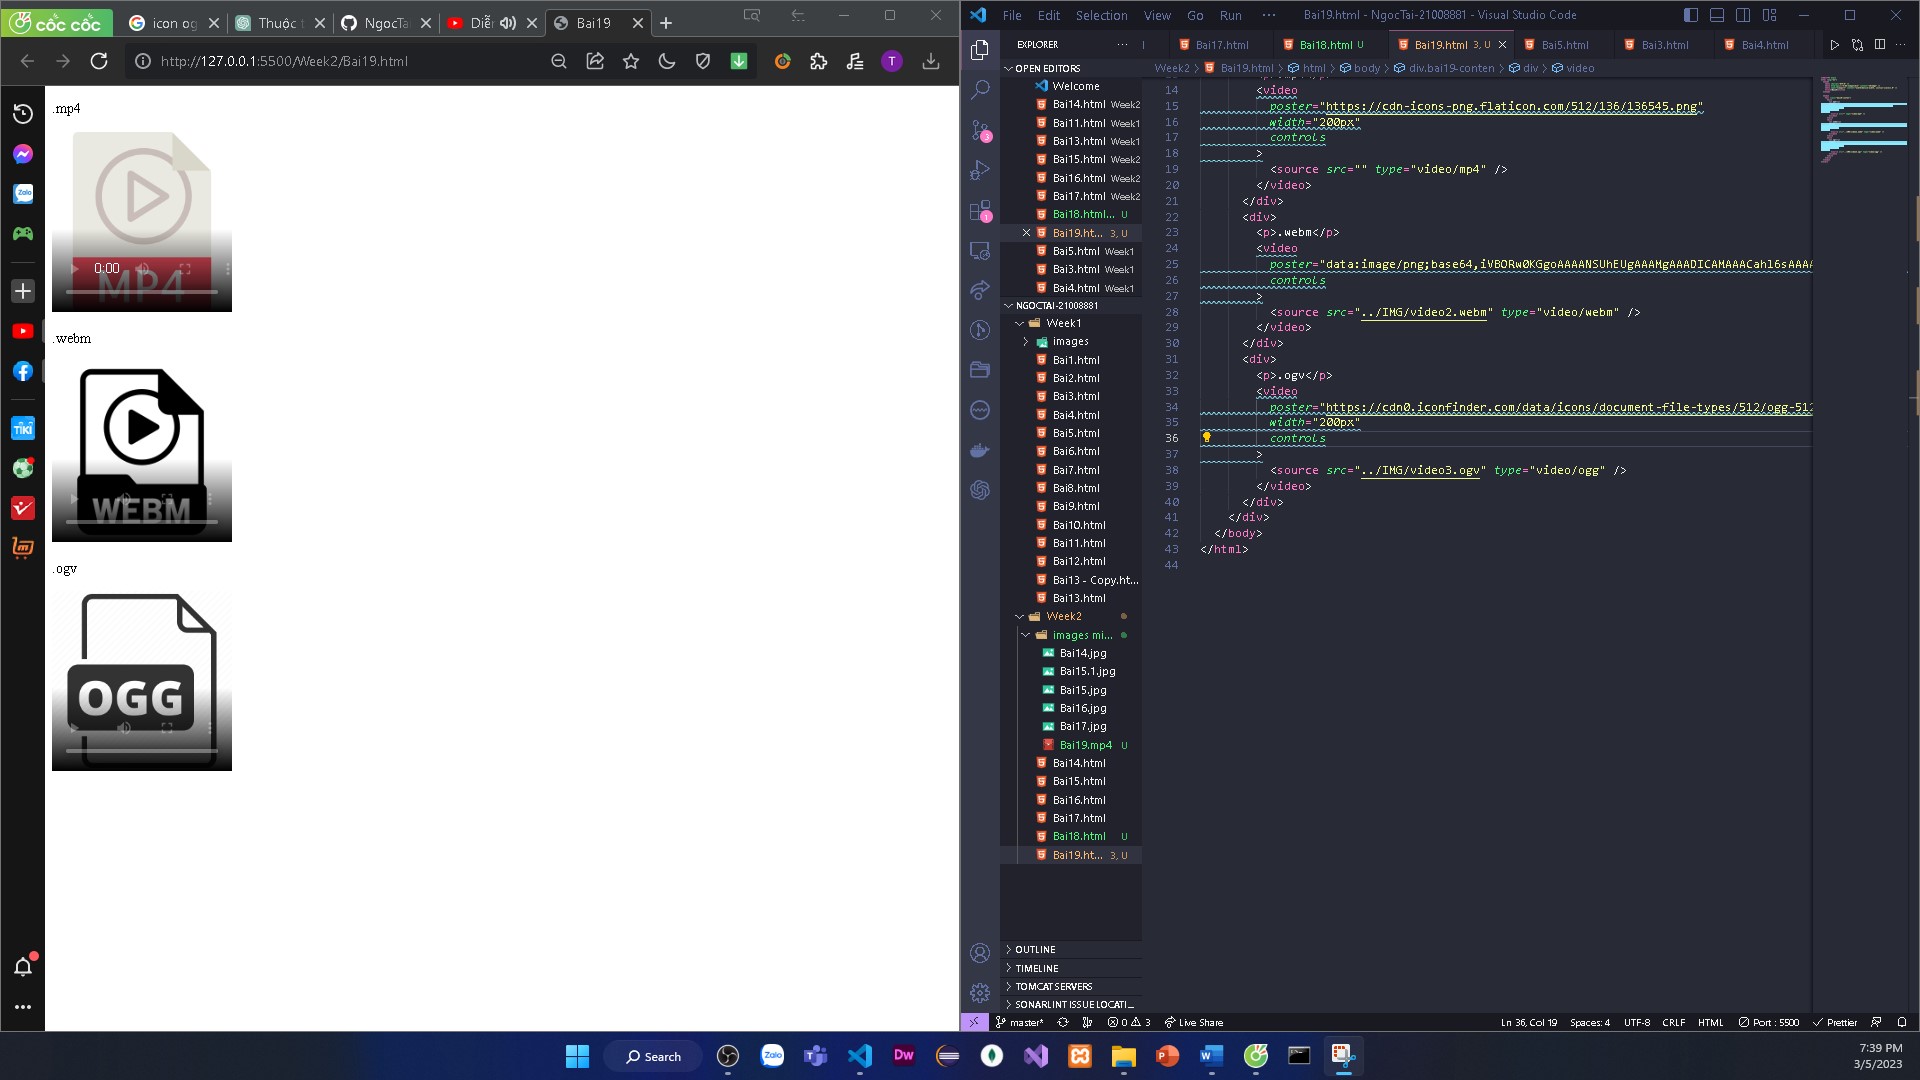 cốc cốc
icon og
Thuộc t
NgocTai
Diễn
Bai19
http://127.0.0.1:5500/Week2/Bai19.html
T
.mp4
0:00
MP4
.webm
WEBM
.ogv
OGG
Zalo
TIKI
File Edit Selection View Go Run ···
Bai19.html - NgocTai-21008881 - Visual Studio Code
EXPLORER
Bai17.html
Bai18.html U
Bai19.html 3, U
Bai5.html
Bai3.html
Bai4.html
OPEN EDITORS
Week2 > Bai19.html > html > body > div.bai19-conten > div > video
Welcome
Bai14.html Week2
Bai11.html Week1
Bai13.html Week1
Bai15.html Week2
Bai16.html Week2
Bai17.html Week2
Bai18.html... U
Bai19.ht... 3, U
Bai5.html Week1
Bai3.html Week1
Bai4.html Week1
NGOCTAI-21008881
Week1
images
Bai1.html
Bai2.html
Bai3.html
Bai4.html
Bai5.html
Bai6.html
Bai7.html
Bai8.html
Bai9.html
Bai10.html
Bai11.html
Bai12.html
Bai13 - Copy.ht...
Bai13.html
Week2
images mi...
Bai14.jpg
Bai15.1.jpg
Bai15.jpg
Bai16.jpg
Bai17.jpg
Bai19.mp4 U
Bai14.html
Bai15.html
Bai16.html
Bai17.html
Bai18.html U
Bai19.ht... 3, U
OUTLINE
TIMELINE
TOMCAT SERVERS
SONARLINT ISSUE LOCATI...
14 <video
15 poster="https://cdn-icons-png.flaticon.com/512/136/136545.png"
16 width="200px"
17 controls
18 >
19 <source src="" type="video/mp4" />
20 </video>
21 </div>
22 <div>
23 <p>.webm</p>
24 <video
25 poster="data:image/png;base64,iVBORw0KGgoAAAANSUhEUgAAAMgAAADICAMAAACahl6sAAAA
26 controls
27 >
28 <source src="../IMG/video2.webm" type="video/webm" />
29 </video>
30 </div>
31 <div>
32 <p>.ogv</p>
33 <video
34 poster="https://cdn0.iconfinder.com/data/icons/document-file-types/512/ogg-512
35 width="200px"
36 controls
37 >
38 <source src="../IMG/video3.ogv" type="video/ogg" />
39 </video>
40 </div>
41 </div>
42 </body>
43 </html>
44
master* 0 3 Live Share
Ln 36, Col 19 Spaces: 4 UTF-8 CRLF HTML Port : 5500 Prettier
Search
Zalo
Dw
7:39 PM
3/5/2023